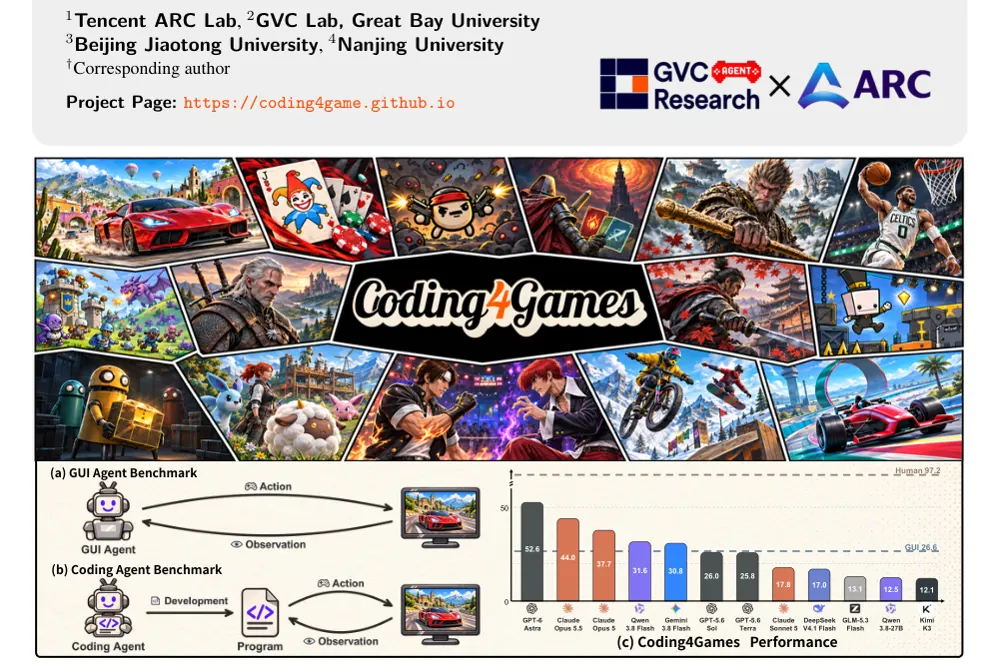 ¹Tencent ARC Lab, ²GVC Lab, Great Bay University
³Beijing Jiaotong University, ⁴Nanjing University
†Corresponding author
Project Page: https://coding4game.github.io
GVC AGENT
Research
×
ARC
JOKER
CELTICS
0
Coding4Games
(a) GUI Agent Benchmark
Action
Observation
GUI Agent
(b) Coding Agent Benchmark
Development
Action
Observation
Coding Agent
Program
Human 97.2
50
GUI 26.6
0
52.6
44.0
37.7
31.6
30.8
26.0
25.8
17.8
17.0
13.1
12.5
12.1
GPT-6 Astra
Claude Opus 5.5
Claude Opus 5
Qwen 3.8 Flash
Gemini 3.8 Flash
GPT-5.6 Sol
GPT-5.6 Terra
Claude Sonnet 5
DeepSeek V4.1 Flash
GLM-5.3 Flash
Qwen 3.8-27B
Kimi K3
(c) Coding4Games Performance